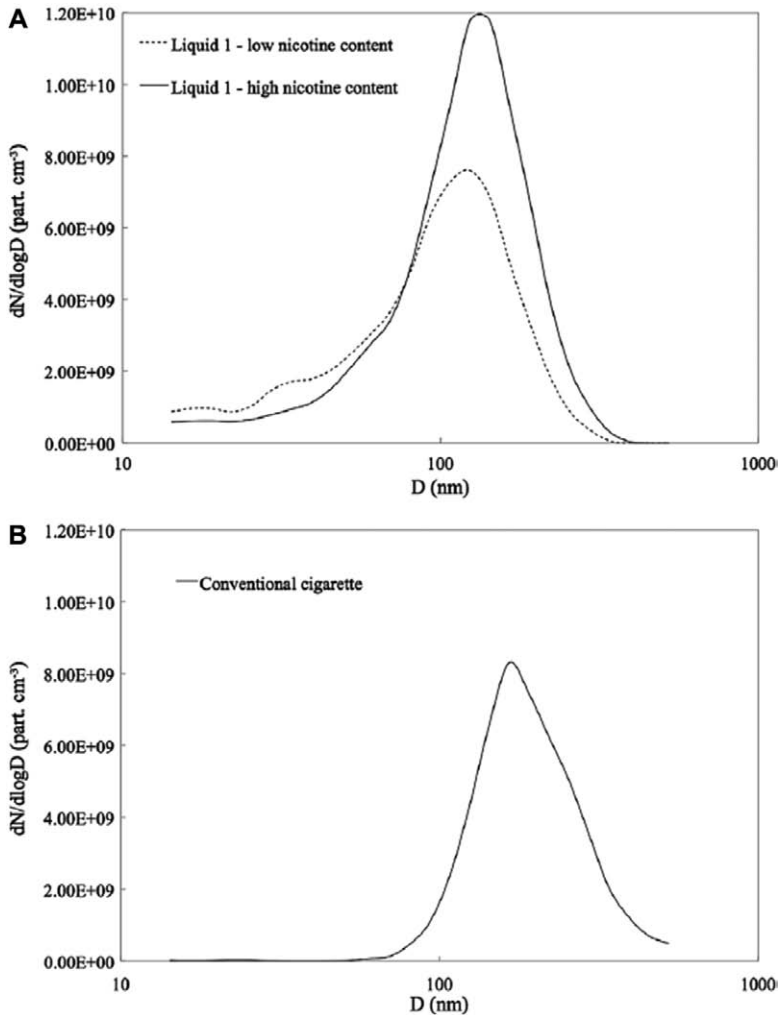 A
1.20E+10
Liquid 1 - low nicotine content
Liquid 1 - high nicotine content
1.00E+10
8.00E+09
6.00E+09
4.00E+09
2.00E+09
0.00E+00
dN/dlogD (part. cm⁻³)
10
100
1000
D (nm)
B
1.20E+10
Conventional cigarette
1.00E+10
8.00E+09
6.00E+09
4.00E+09
2.00E+09
0.00E+00
dN/dlogD (part. cm⁻³)
10
100
1000
D (nm)